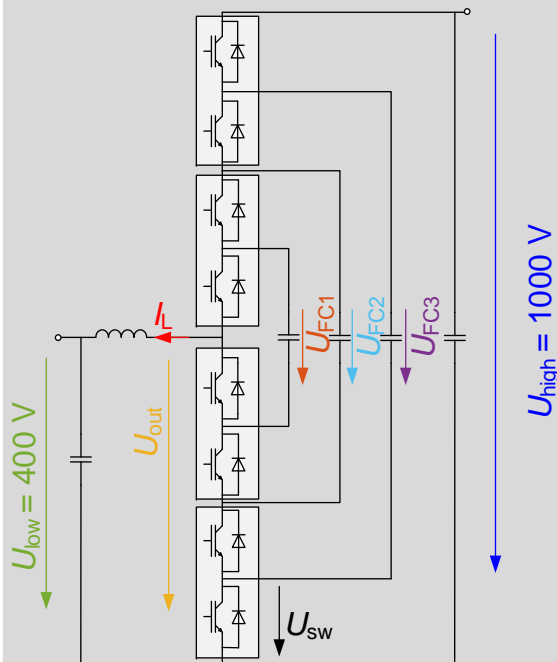 I_L
U_FC1
U_FC2
U_FC3
U_high = 1000 V
U_low = 400 V
U_out
U_sw